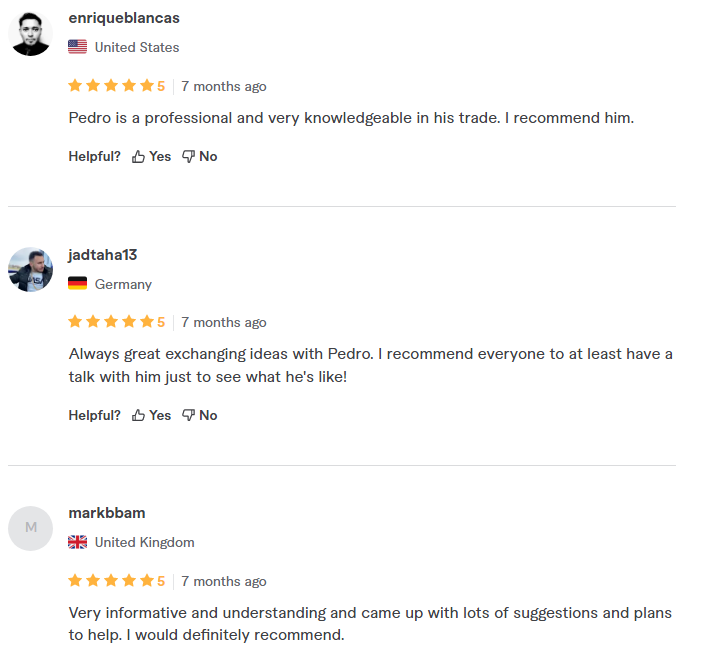 enriqueblancas
United States
5 7 months ago
Pedro is a professional and very knowledgeable in his trade. I recommend him.
Helpful? Yes No
jadtaha13
Germany
5 7 months ago
Always great exchanging ideas with Pedro. I recommend everyone to at least have a
talk with him just to see what he's like!
Helpful? Yes No
M
markbbam
United Kingdom
5 7 months ago
Very informative and understanding and came up with lots of suggestions and plans
to help. I would definitely recommend.